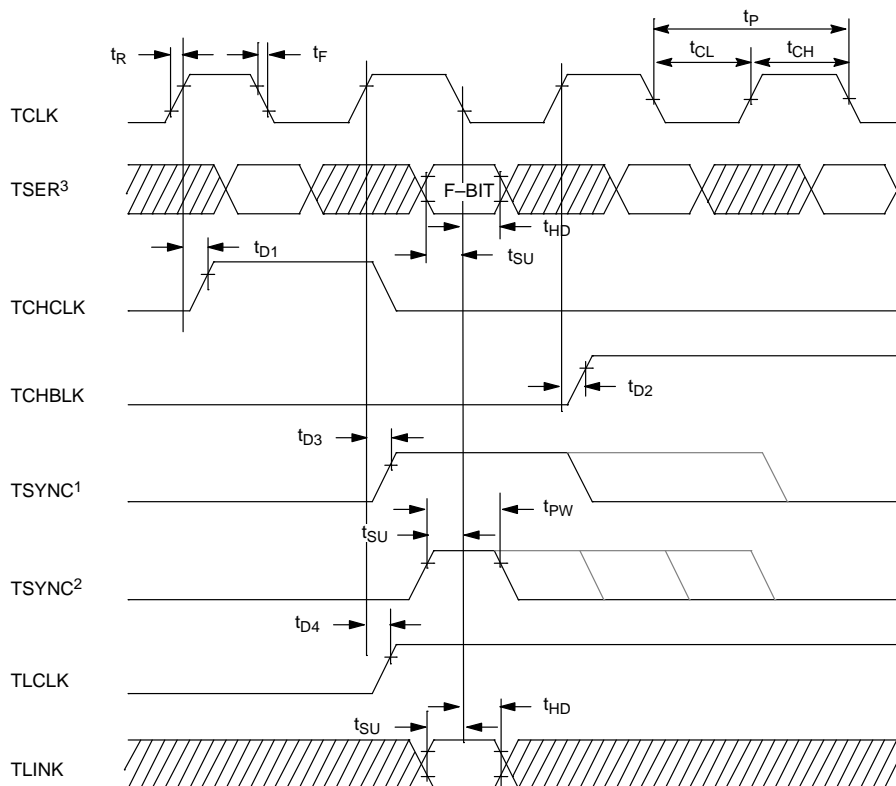 tP
tR
tF
tCL
tCH
TCLK
TSER3
F–BIT
tHD
tD1
tSU
TCHCLK
TCHBLK
tD2
tD3
TSYNC1
tPW
tSU
TSYNC2
tD4
TLCLK
tHD
tSU
TLINK